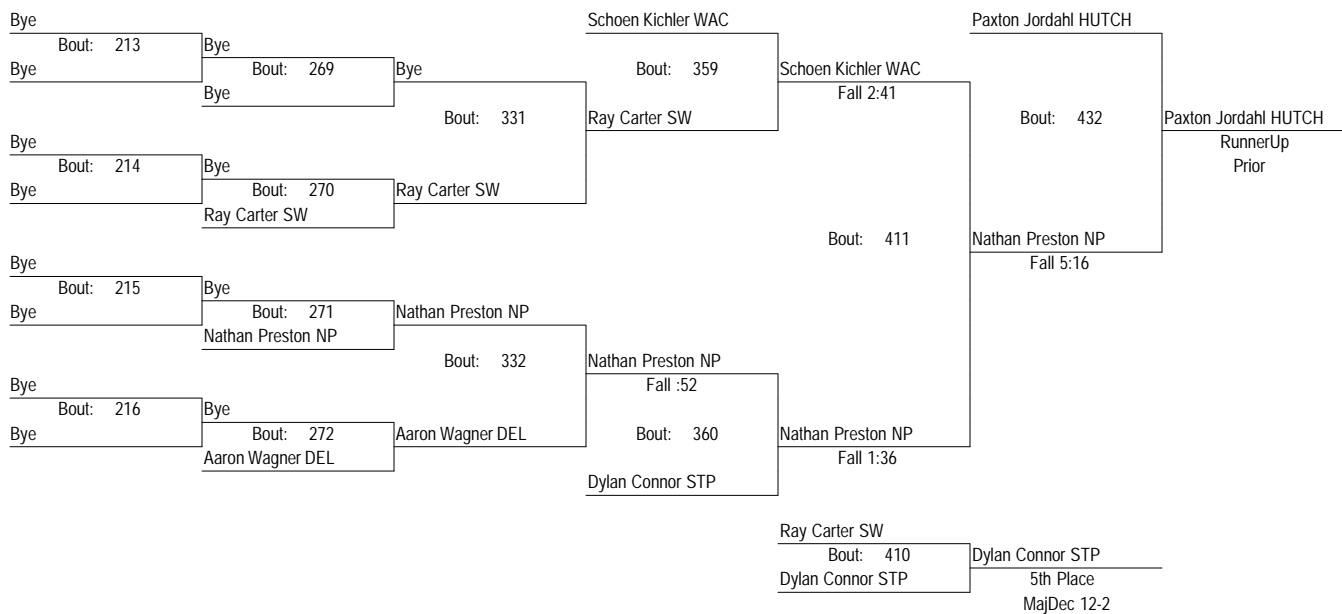 Bye
Schoen Kichler WAC
Paxton Jordahl HUTCH
Bout: 213
Bye
Bye
Bout: 269
Bye
Bout: 359
Schoen Kichler WAC
Bye
Fall 2:41
Bout: 331
Ray Carter SW
Bout: 432
Paxton Jordahl HUTCH
Bye
RunnerUp
Bout: 214
Bye
Prior
Bye
Bout: 270
Ray Carter SW
Ray Carter SW
Bout: 411
Nathan Preston NP
Bye
Fall 5:16
Bout: 215
Bye
Bye
Bout: 271
Nathan Preston NP
Nathan Preston NP
Bout: 332
Nathan Preston NP
Bye
Fall :52
Bout: 216
Bye
Bye
Bout: 272
Aaron Wagner DEL
Bout: 360
Nathan Preston NP
Aaron Wagner DEL
Fall 1:36
Dylan Connor STP
Ray Carter SW
Bout: 410
Dylan Connor STP
Dylan Connor STP
5th Place
MajDec 12-2